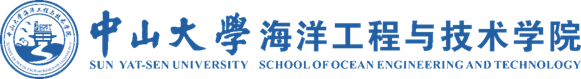 中山大學 海洋工程与技术学院
SUN YAT-SEN UNIVERSITY SCHOOL OF OCEAN ENGINEERING AND TECHNOLOGY